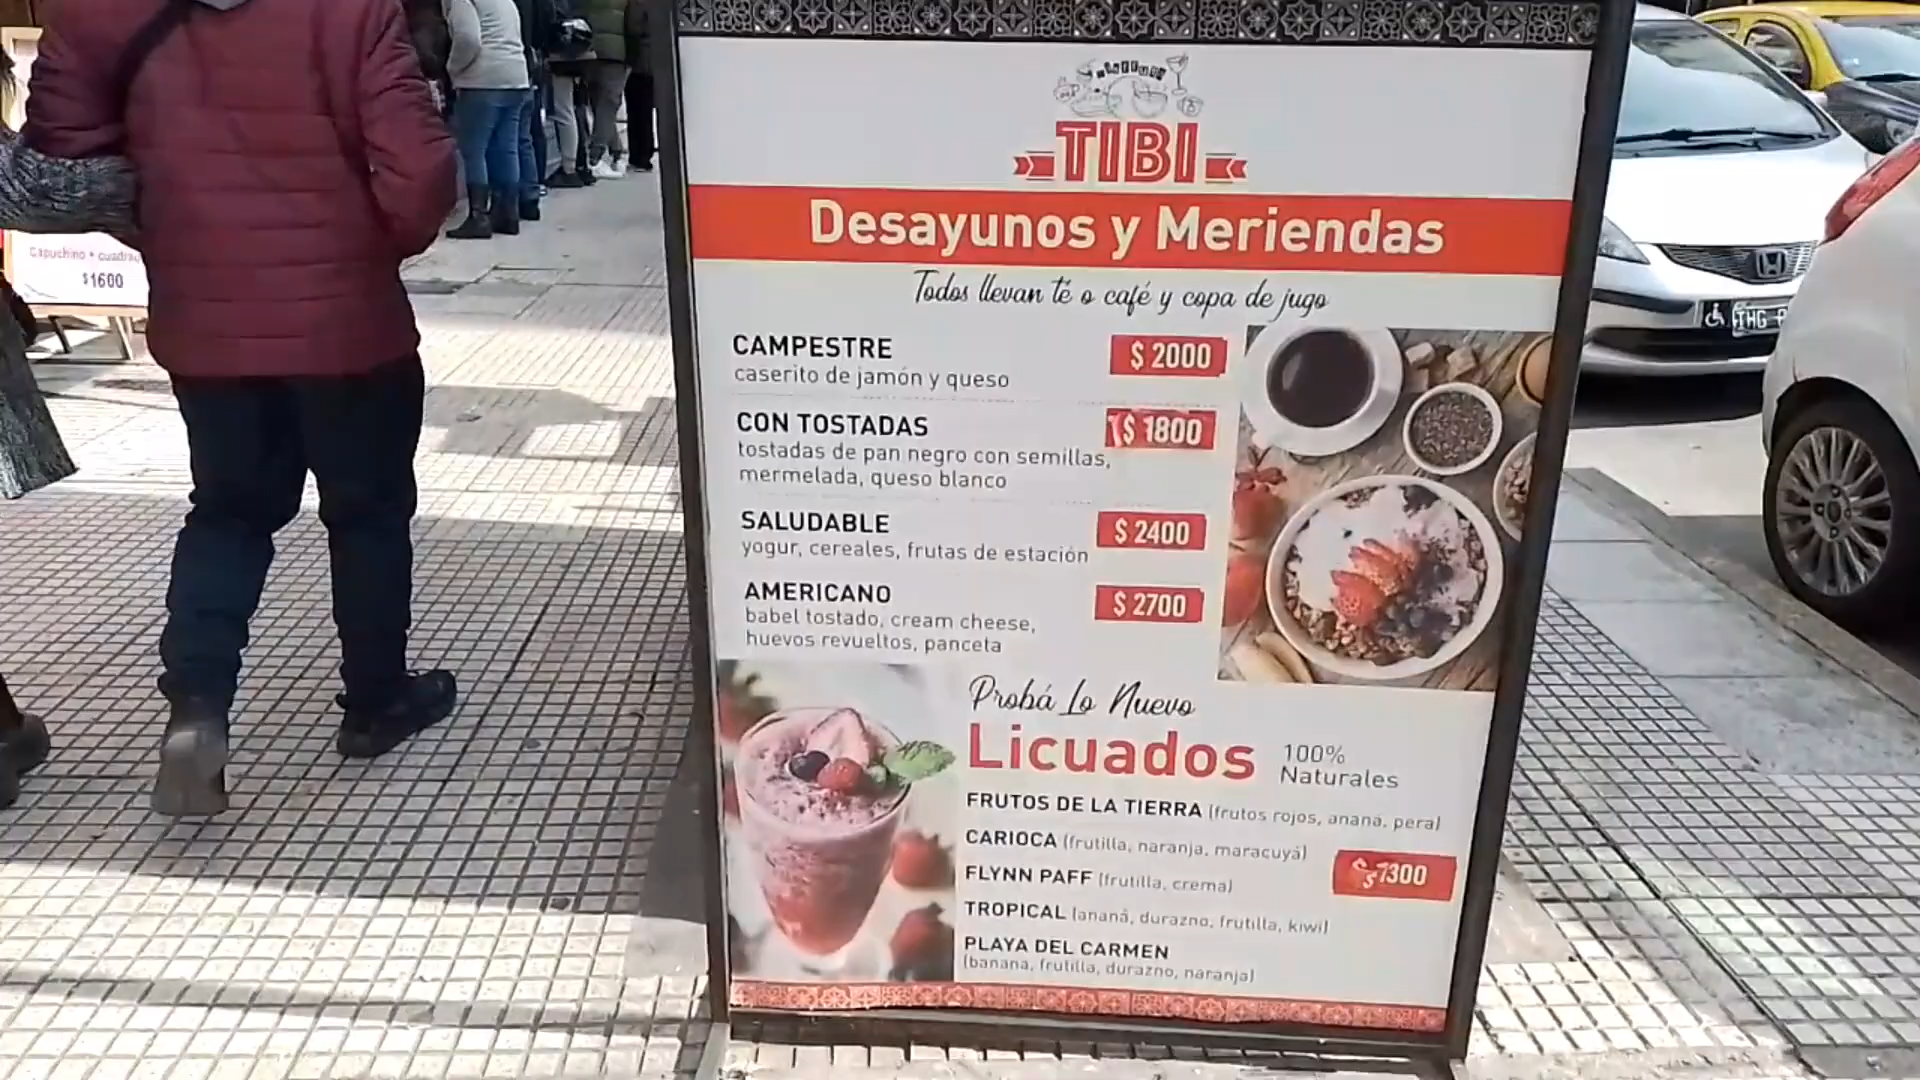 TIBI
Desayunos y Meriendas
Todos llevan té o café y copa de jugo
CAMPESTRE $ 2000
caserito de jamón y queso
CON TOSTADAS $ 1800
tostadas de pan negro con semillas,
mermelada, queso blanco
SALUDABLE $ 2400
yogur, cereales, frutas de estación
AMERICANO $ 2700
babel tostado, cream cheese,
huevos revueltos, panceta
Probá Lo Nuevo
Licuados 100%
Naturales
FRUTOS DE LA TIERRA (frutos rojos, ananá, pera)
CARIOCA (frutilla, naranja, maracuyá)
$ 1300
FLYNN PAFF (frutilla, crema)
TROPICAL (ananá, durazno, frutilla, kiwi)
PLAYA DEL CARMEN
(banana, frutilla, durazno, naranja)
Capuchino +
$1600
IHG